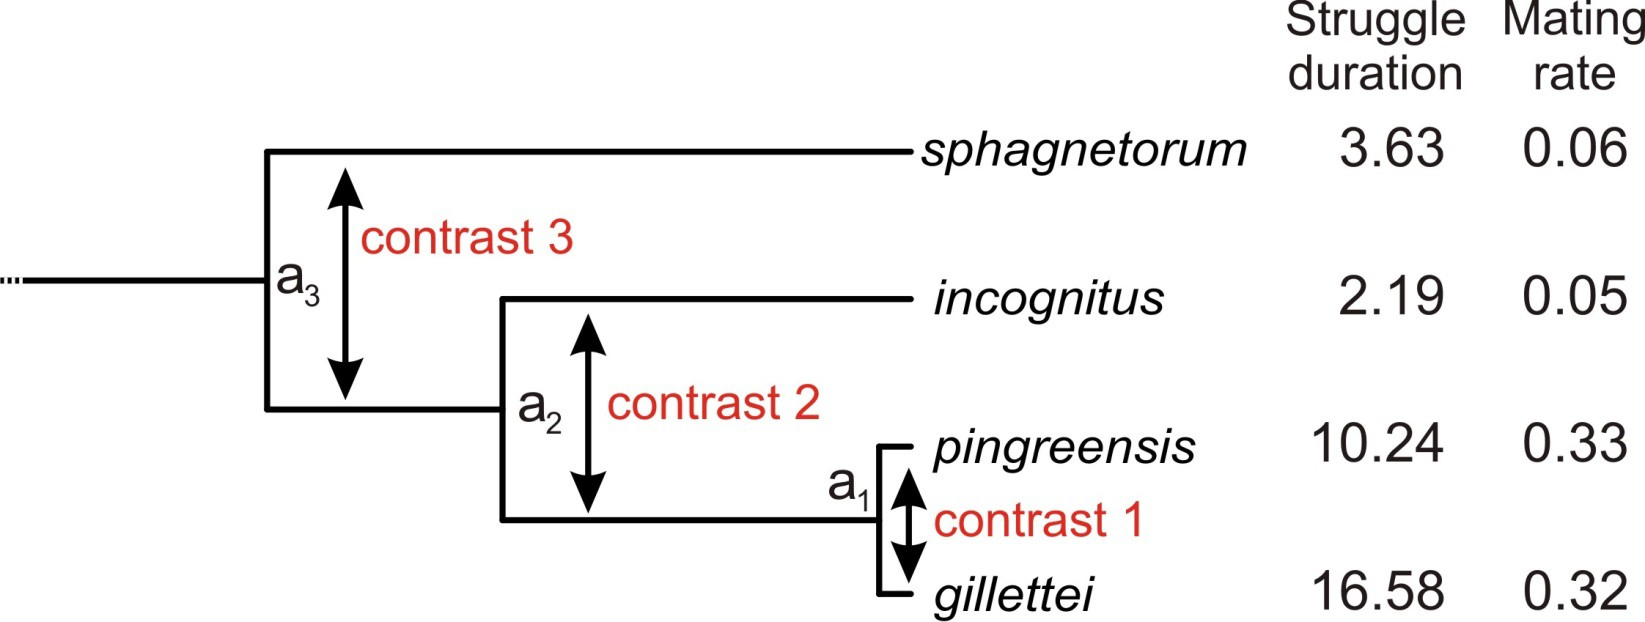 Struggle Mating
duration rate
sphagnetorum 3.63 0.06
contrast 3
a3
incognitus 2.19 0.05
contrast 2
a2
pingreensis 10.24 0.33
a1
contrast 1
gillettei 16.58 0.32